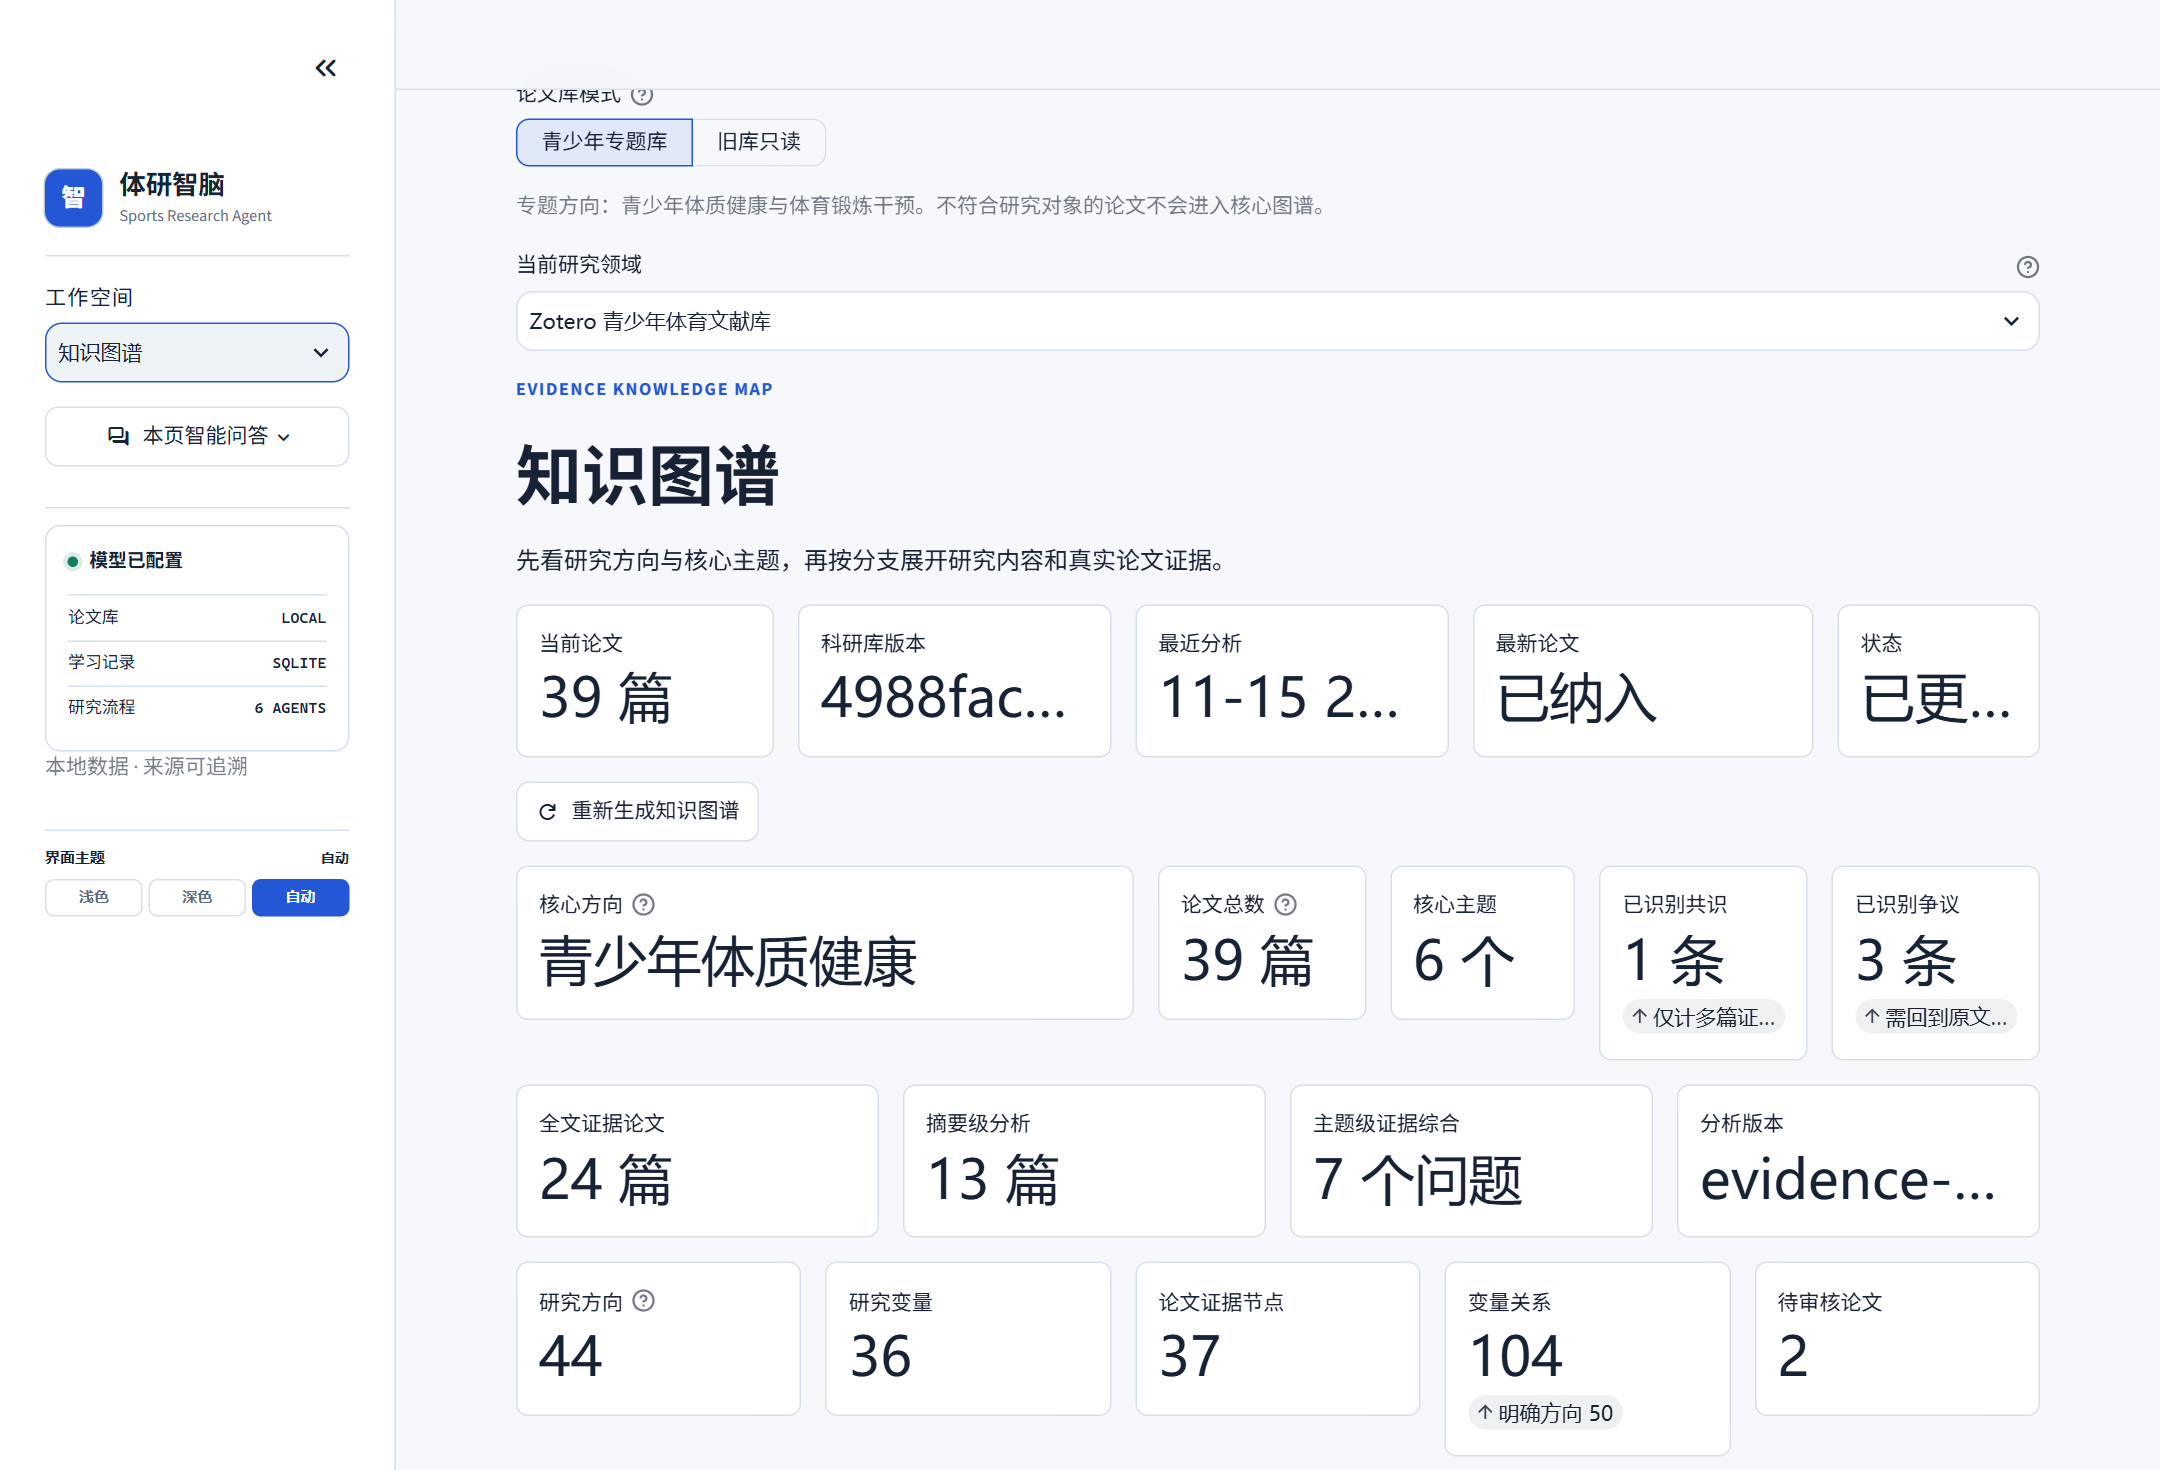 智
体研智脑
Sports Research Agent
工作空间
知识图谱
本页智能问答
模型已配置
论文库 LOCAL
学习记录 SQLITE
研究流程 6 AGENTS
本地数据 · 来源可追溯
界面主题 自动
浅色 深色 自动
论文库模式
青少年专题库 旧库只读
专题方向：青少年体质健康与体育锻炼干预。不符合研究对象的论文不会进入核心图谱。
当前研究领域
Zotero 青少年体育文献库
EVIDENCE KNOWLEDGE MAP
知识图谱
先看研究方向与核心主题，再按分支展开研究内容和真实论文证据。
当前论文
39 篇
科研库版本
4988fac...
最近分析
11-15 2...
最新论文
已纳入
状态
已更...
重新生成知识图谱
核心方向
青少年体质健康
论文总数
39 篇
核心主题
6 个
已识别共识
1 条
↑ 仅计多篇证...
已识别争议
3 条
↑ 需回到原文...
全文证据论文
24 篇
摘要级分析
13 篇
主题级证据综合
7 个问题
分析版本
evidence-...
研究方向
44
研究变量
36
论文证据节点
37
变量关系
104
↑ 明确方向 50
待审核论文
2